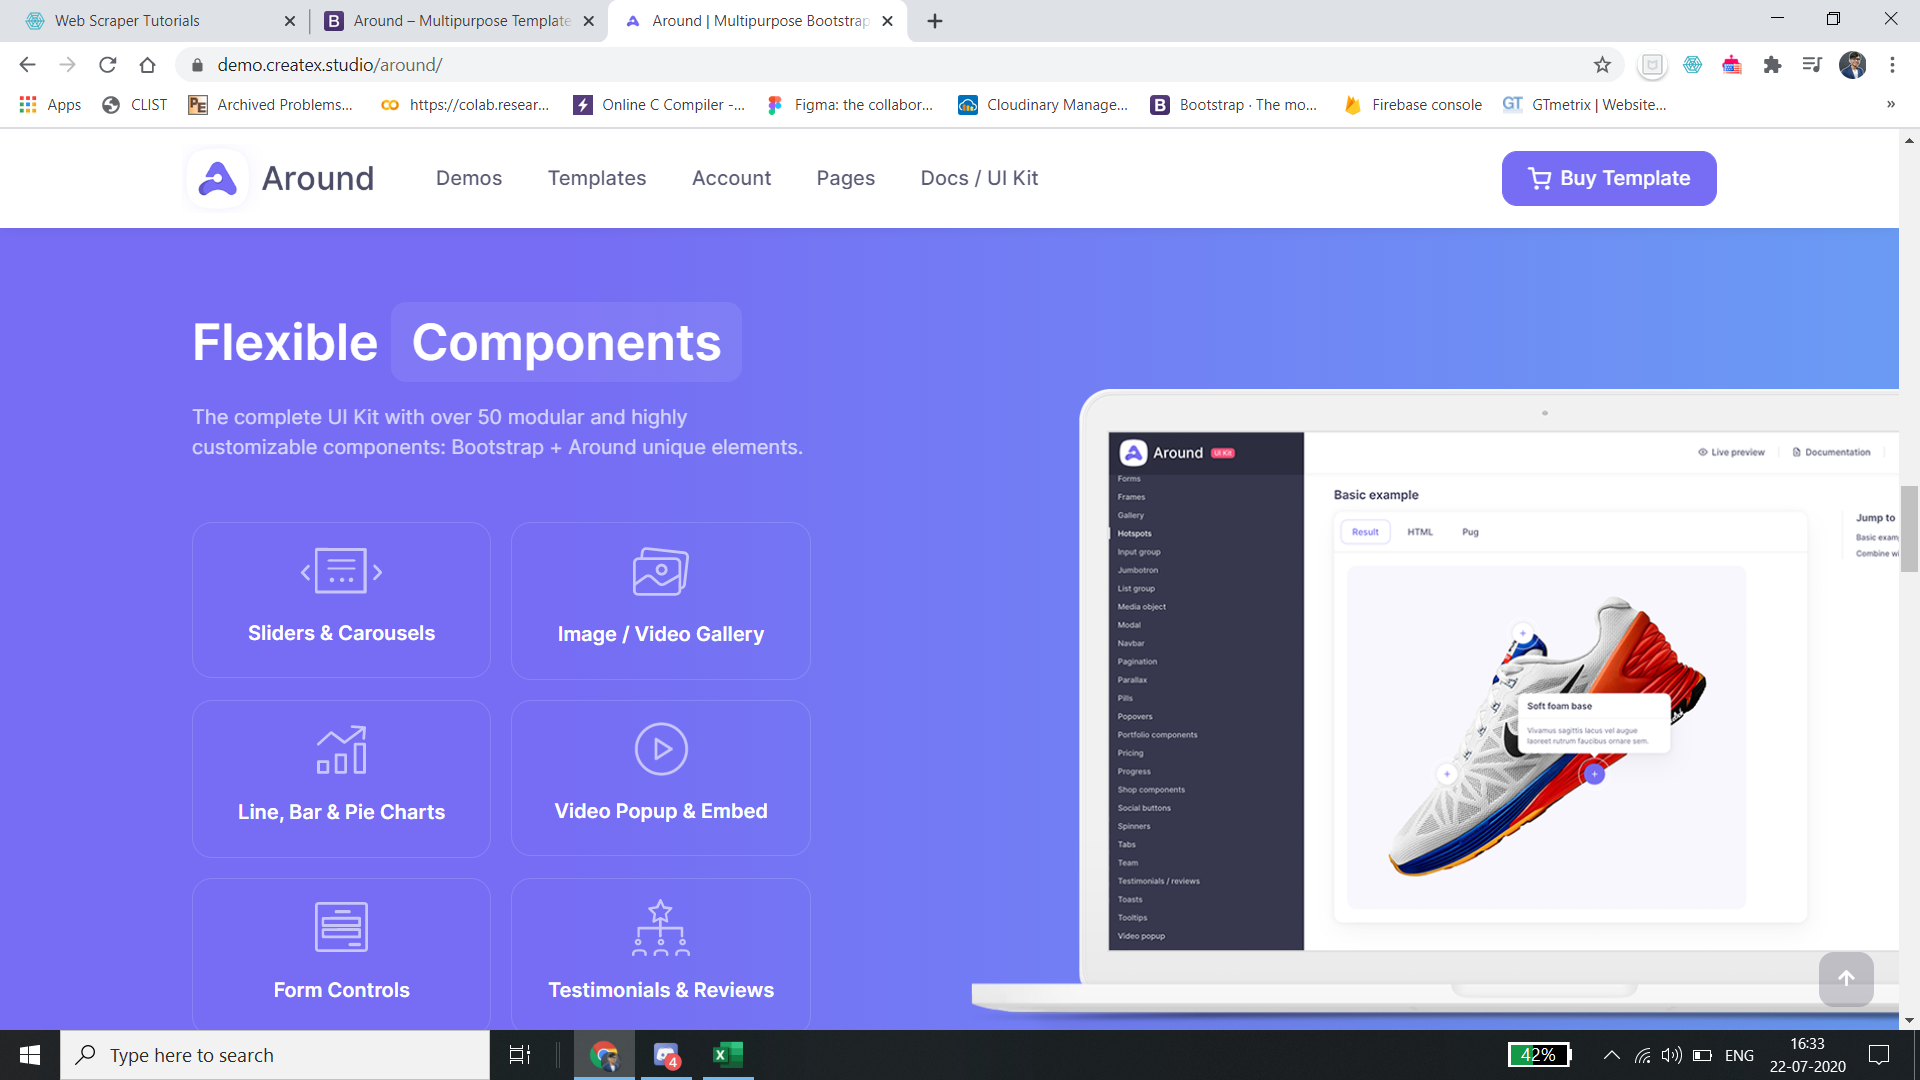 Web Scraper Tutorials
Around – Multipurpose Template
Around | Multipurpose Bootstrap
demo.createx.studio/around/
Apps
CLIST
Archived Problems...
https://colab.resear...
Online C Compiler -...
Figma: the collabor...
Cloudinary Manage...
Bootstrap · The mo...
Firebase console
GTmetrix | Website...
Around
Demos
Templates
Account
Pages
Docs / UI Kit
Buy Template
Flexible Components
The complete UI Kit with over 50 modular and highly
customizable components: Bootstrap + Around unique elements.
Sliders & Carousels
Image / Video Gallery
Line, Bar & Pie Charts
Video Popup & Embed
Form Controls
Testimonials & Reviews
Around UI Kit
Forms
Frames
Gallery
Hotspots
Input group
Jumbotron
List group
Media object
Modal
Navbar
Pagination
Parallax
Pills
Popovers
Portfolio components
Pricing
Progress
Shop components
Social buttons
Spinners
Tabs
Team
Testimonials / reviews
Toasts
Tooltips
Video popup
Live preview
Documentation
Basic example
Result
HTML
Pug
Jump to
Basic exam
Combine wi
Soft foam base
Vivamus sagittis lacus vel augue
laoreet rutrum faucibus ornare sem.
Type here to search
4
42%
ENG
16:33
22-07-2020